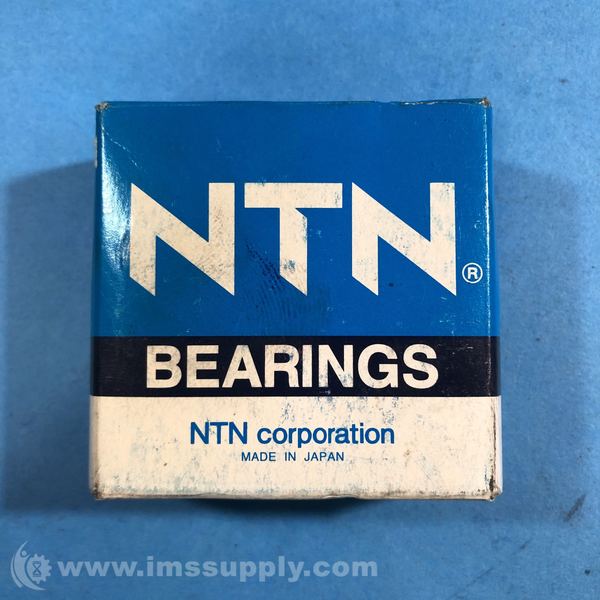 NTN®
BEARINGS
NTN corporation
MADE IN JAPAN
www.imssupply.com